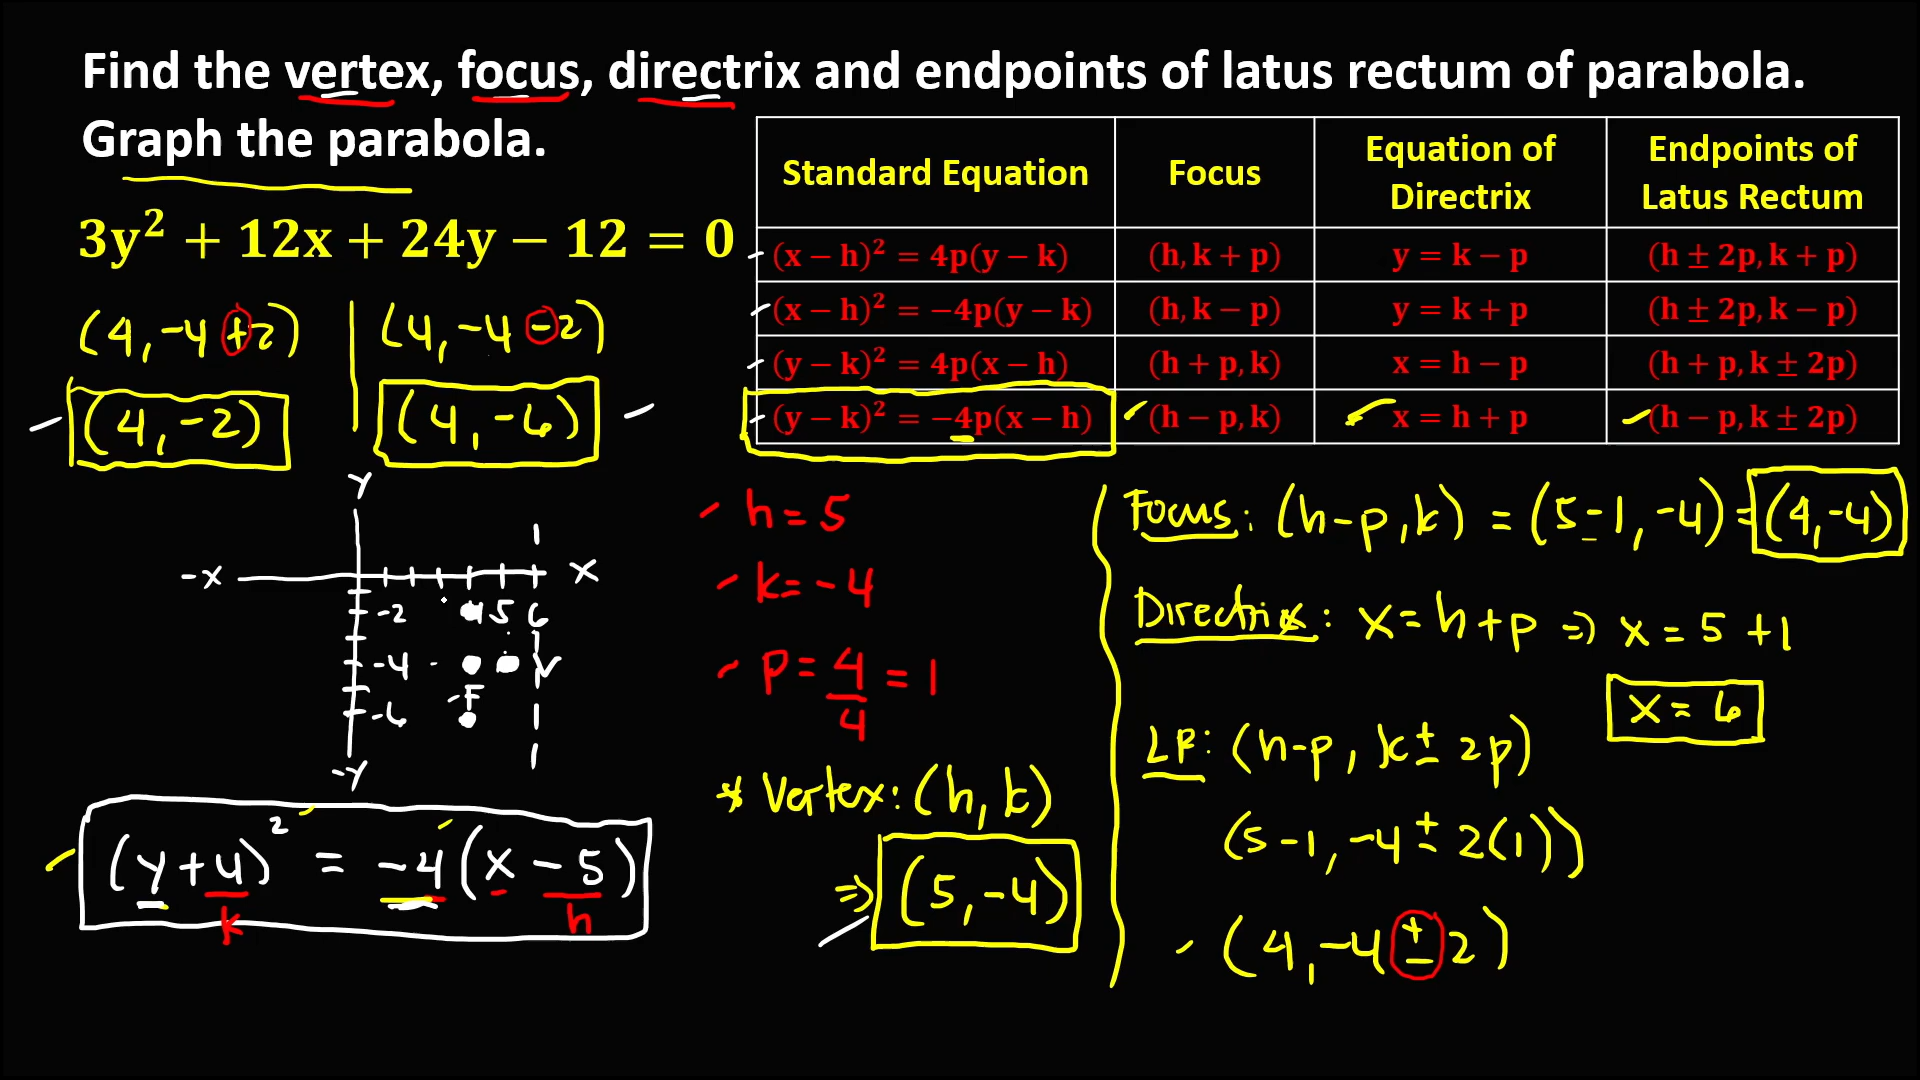 Find the vertex, focus, directrix and endpoints of latus rectum of parabola.
Graph the parabola.
3y² + 12x + 24y − 12 = 0
Standard Equation Focus Equation of Directrix Endpoints of Latus Rectum
(x − h)² = 4p(y − k) (h, k + p) y = k − p (h ± 2p, k + p)
(x − h)² = −4p(y − k) (h, k − p) y = k + p (h ± 2p, k − p)
(y − k)² = 4p(x − h) (h + p, k) x = h − p (h + p, k ± 2p)
(y − k)² = −4p(x − h) (h − p, k) x = h + p (h − p, k ± 2p)
(4, -4 + 2) (4, -4 - 2)
(4, -2) (4, -6)
Y
-X X
-2 4 5 6
-4 V
F
-6
-Y
(y + 4)² = -4 (x - 5)
k h
h = 5
k = -4
p = 4/4 = 1
* Vertex: (h, k)
⇒ (5, -4)
Focus: (h-p, k) = (5-1, -4) = (4, -4)
Directrix: x = h + p ⇒ x = 5 + 1
x = 6
LR: (h-p, k ± 2p)
(5-1, -4 ± 2(1))
(4, -4 ± 2)